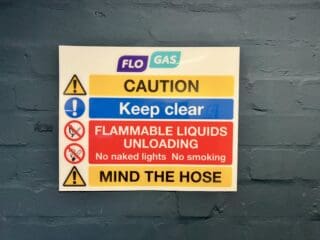 FLO GAS
CAUTION
Keep clear
FLAMMABLE LIQUIDS
UNLOADING
No naked lights No smoking
MIND THE HOSE